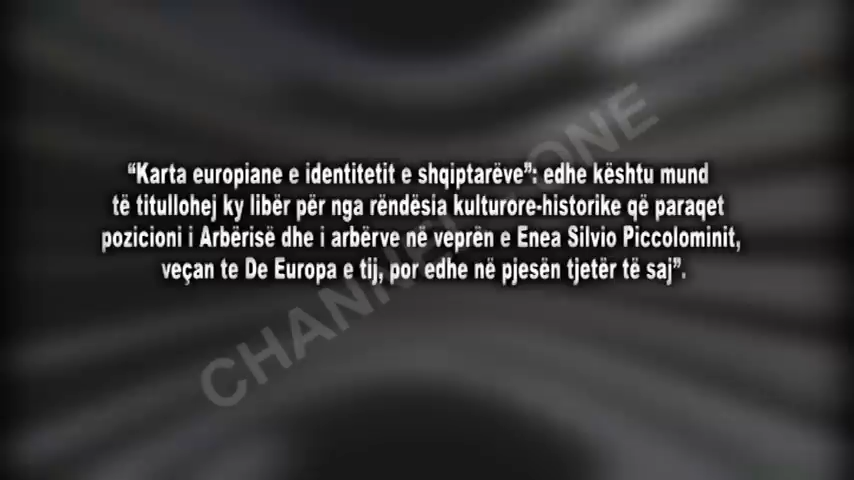 “Karta europiane e identitetit e shqiptarëve”: edhe kështu mund
të titullohej ky libër për nga rëndësia kulturore-historike që paraqet
pozicioni i Arbërisë dhe i arbërve në veprën e Enea Silvio Piccolominit,
veçan te De Europa e tij, por edhe në pjesën tjetër të saj”.
CHANNEL ONE